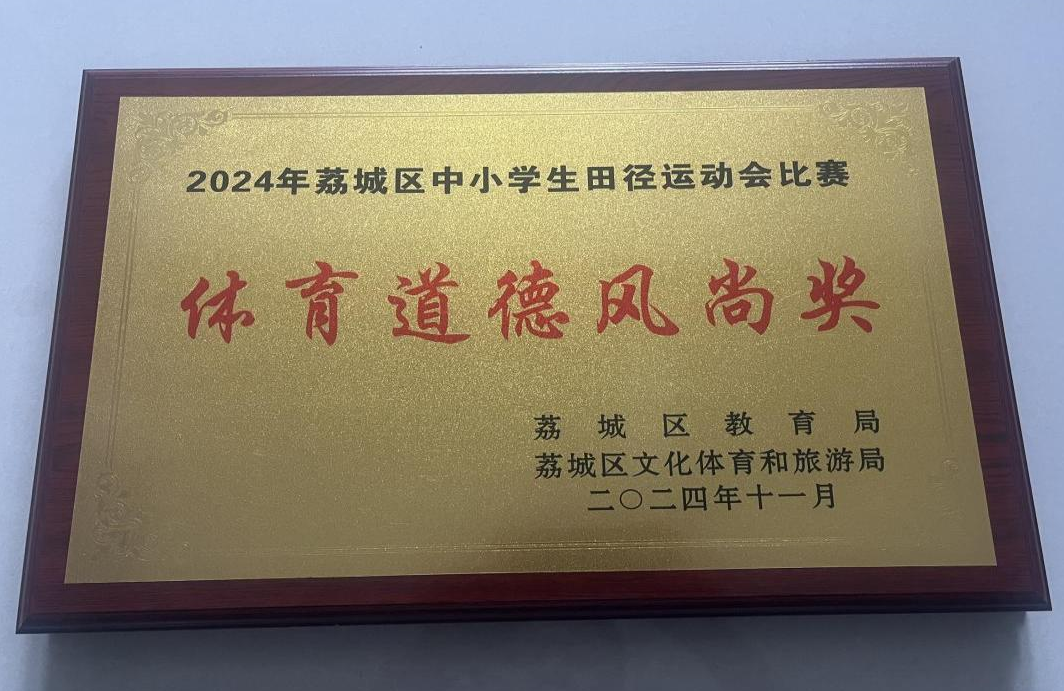 2024年荔城区中小学生田径运动会比赛
体育道德风尚奖
荔城区教育局
荔城区文化体育和旅游局
二〇二四年十一月